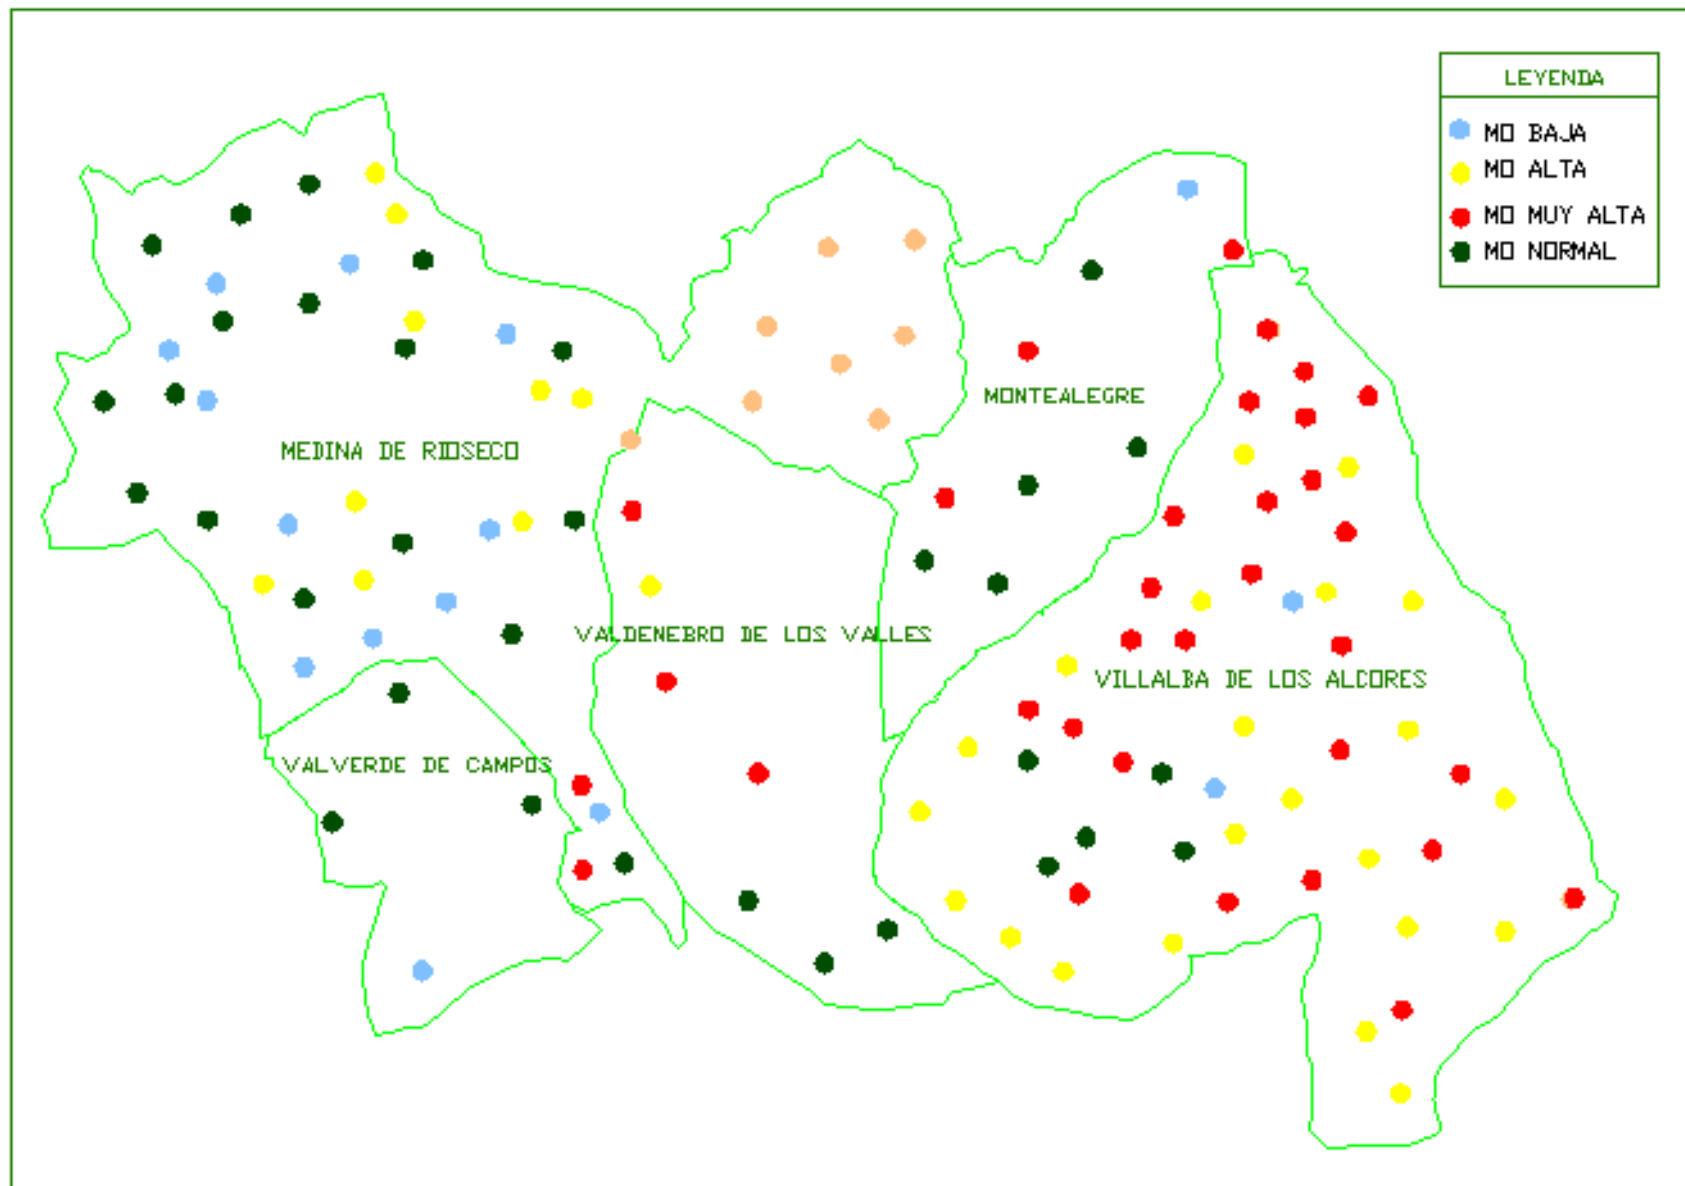 LEYENDA
MO BAJA
MO ALTA
MO MUY ALTA
MO NORMAL
MONTEALEGRE
MEDINA DE RIOSECO
VALDENEBRO DE LOS VALLES
VILLALBA DE LOS ALCORES
VALVERDE DE CAMPOS